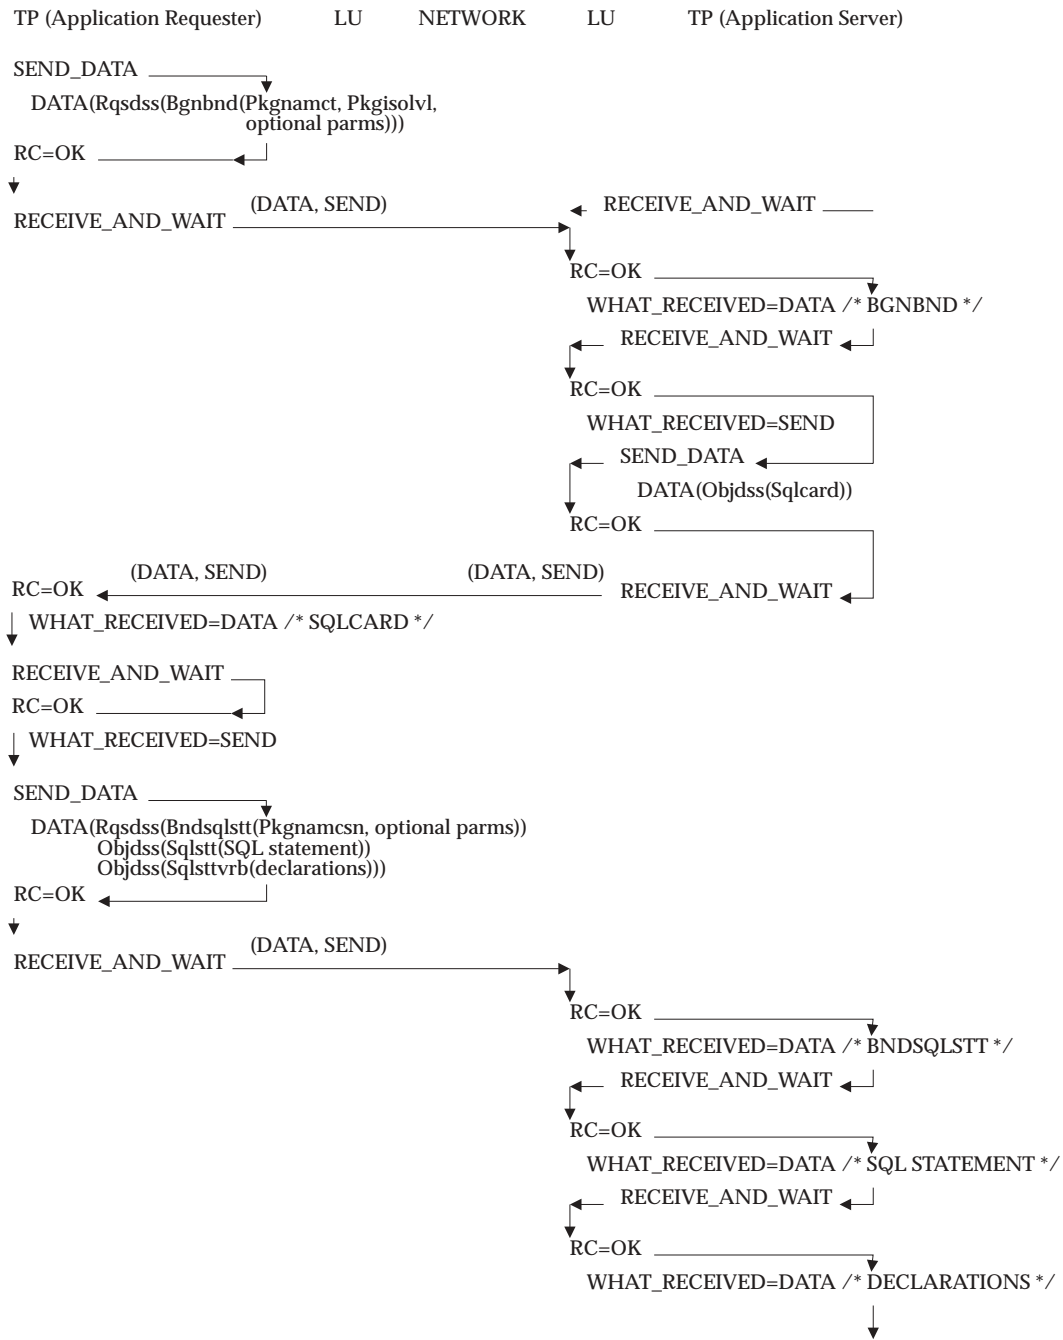 TP (Application Requester) LU NETWORK LU TP (Application Server)
SEND_DATA
DATA(Rqsdss(Bgnbnd(Pkgnamct, Pkgisolvl,
optional parms)))
RC=OK
(DATA, SEND)
RECEIVE_AND_WAIT
RECEIVE_AND_WAIT
RC=OK
WHAT_RECEIVED=DATA /* BGNBND */
RECEIVE_AND_WAIT
RC=OK
WHAT_RECEIVED=SEND
SEND_DATA
DATA(Objdss(Sqlcard))
RC=OK
(DATA, SEND) (DATA, SEND)
RC=OK RECEIVE_AND_WAIT
WHAT_RECEIVED=DATA /* SQLCARD */
RECEIVE_AND_WAIT
RC=OK
WHAT_RECEIVED=SEND
SEND_DATA
DATA(Rqsdss(Bndsqlstt(Pkgnamcsn, optional parms))
Objdss(Sqlstt(SQL statement))
Objdss(Sqlsttvrb(declarations)))
RC=OK
(DATA, SEND)
RECEIVE_AND_WAIT
RC=OK
WHAT_RECEIVED=DATA /* BNDSQLSTT */
RECEIVE_AND_WAIT
RC=OK
WHAT_RECEIVED=DATA /* SQL STATEMENT */
RECEIVE_AND_WAIT
RC=OK
WHAT_RECEIVED=DATA /* DECLARATIONS */